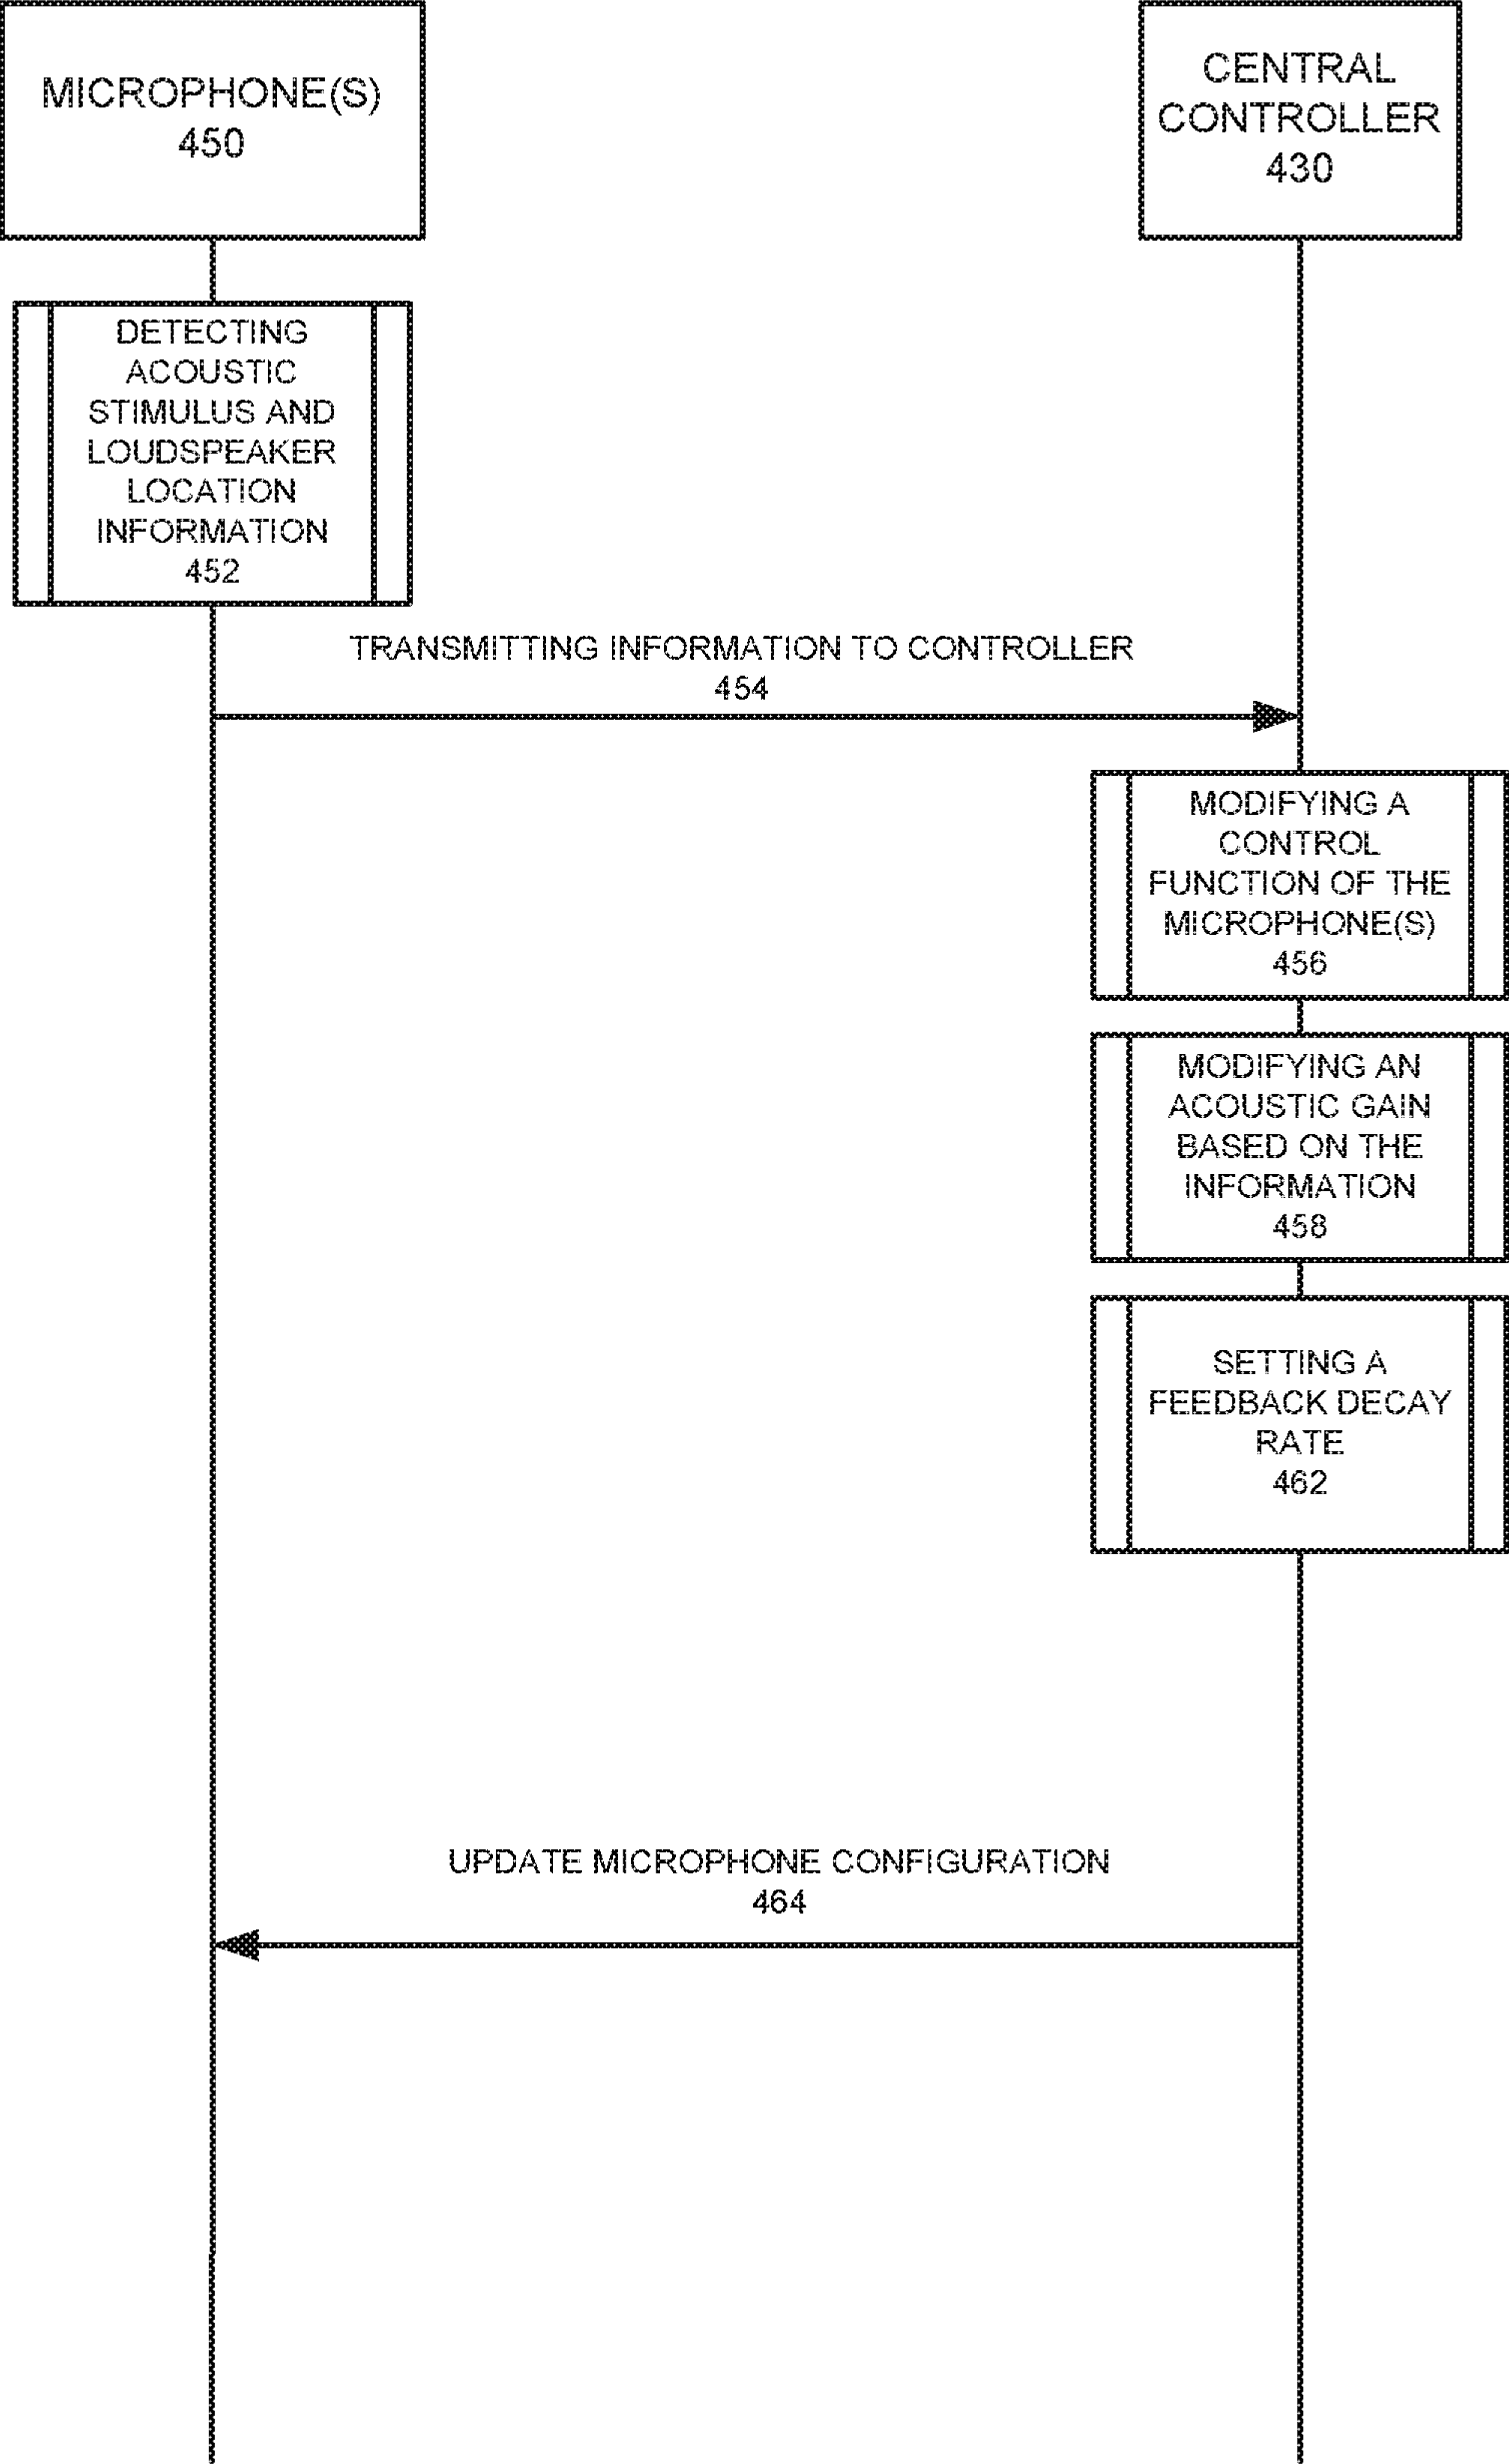 MICROPHONE(S)
450
CENTRAL
CONTROLLER
430
DETECTING
ACOUSTIC
STIMULUS AND
LOUDSPEAKER
LOCATION
INFORMATION
452
TRANSMITTING INFORMATION TO CONTROLLER
454
MODIFYING A
CONTROL
FUNCTION OF THE
MICROPHONE(S)
456
MODIFYING AN
ACOUSTIC GAIN
BASED ON THE
INFORMATION
458
SETTING A
FEEDBACK DECAY
RATE
462
UPDATE MICROPHONE CONFIGURATION
464